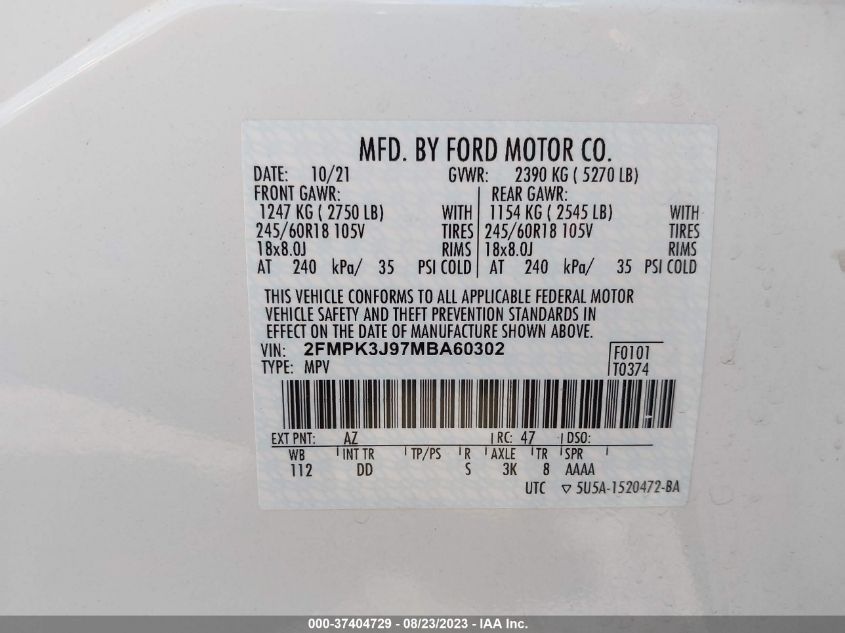 MFD. BY FORD MOTOR CO.
DATE: 10/21 GVWR: 2390 KG ( 5270 LB)
FRONT GAWR: REAR GAWR:
1247 KG ( 2750 LB) WITH 1154 KG ( 2545 LB) WITH
245/60R18 105V TIRES 245/60R18 105V TIRES
18x8.0J RIMS 18x8.0J RIMS
AT 240 kPa/ 35 PSI COLD AT 240 kPa/ 35 PSI COLD
THIS VEHICLE CONFORMS TO ALL APPLICABLE FEDERAL MOTOR
VEHICLE SAFETY AND THEFT PREVENTION STANDARDS IN
EFFECT ON THE DATE OF MANUFACTURE SHOWN ABOVE.
VIN: 2FMPK3J97MBA60302 F0101
TYPE: MPV T0374
EXT PNT: AZ RC: 47 DSO:
WB INT TR TP/PS R AXLE TR SPR
112 DD S 3K 8 AAAA
UTC ▽ 5U5A-1520472-BA
000-37404729 - 08/23/2023 - IAA Inc.